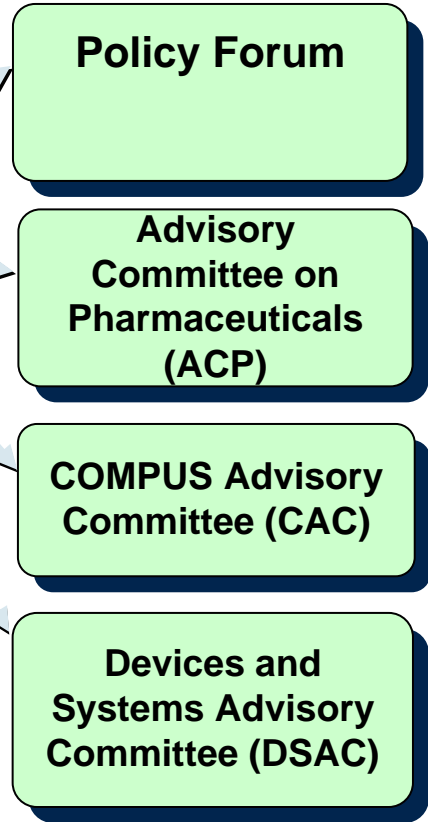 Policy Forum
Advisory
Committee on
Pharmaceuticals
(ACP)
COMPUS Advisory
Committee (CAC)
Devices and
Systems Advisory
Committee (DSAC)